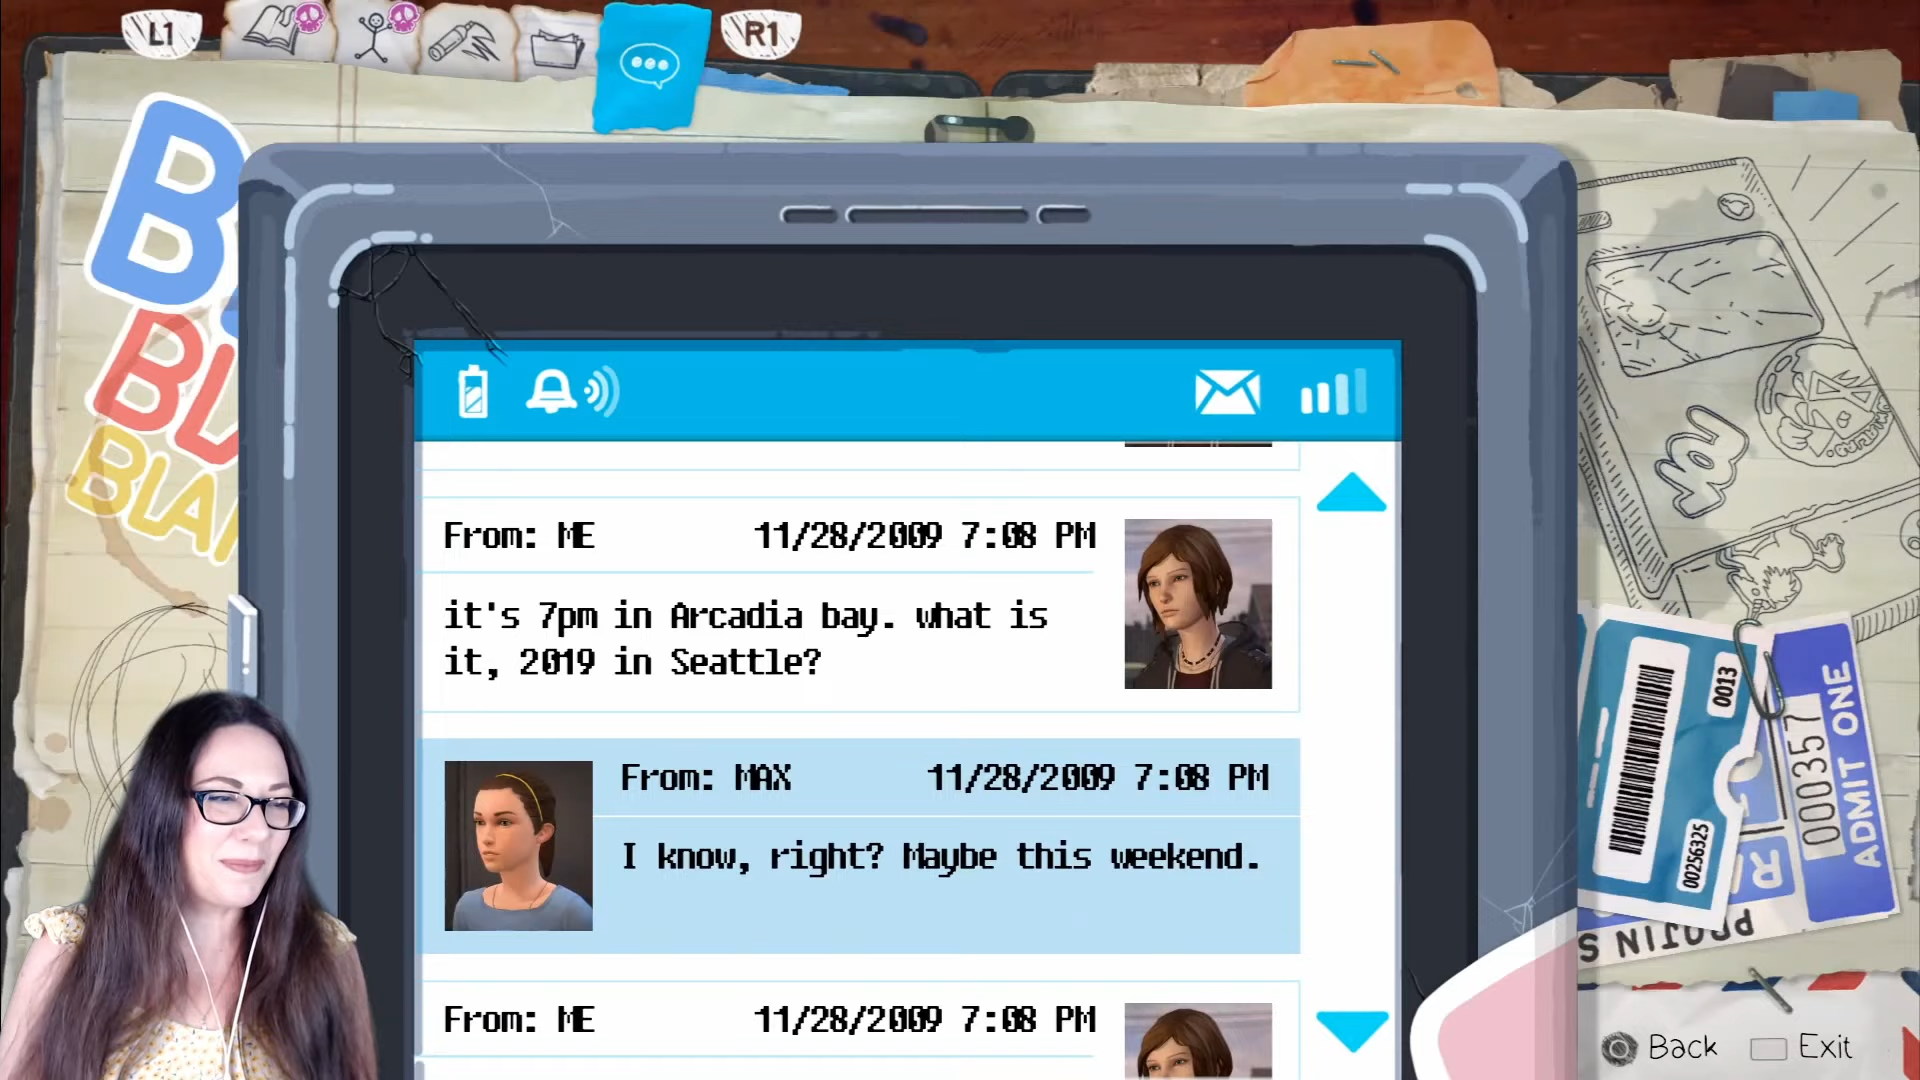 L1
R1
BL
BLAH
From: ME 11/28/2009 7:08 PM
it's 7pm in Arcadia bay. what is
it, 2019 in Seattle?
From: MAX 11/28/2009 7:08 PM
I know, right? Maybe this weekend.
From: ME 11/28/2009 7:08 PM
0013
00256325
000357
ADMIT ONE
Back
Exit